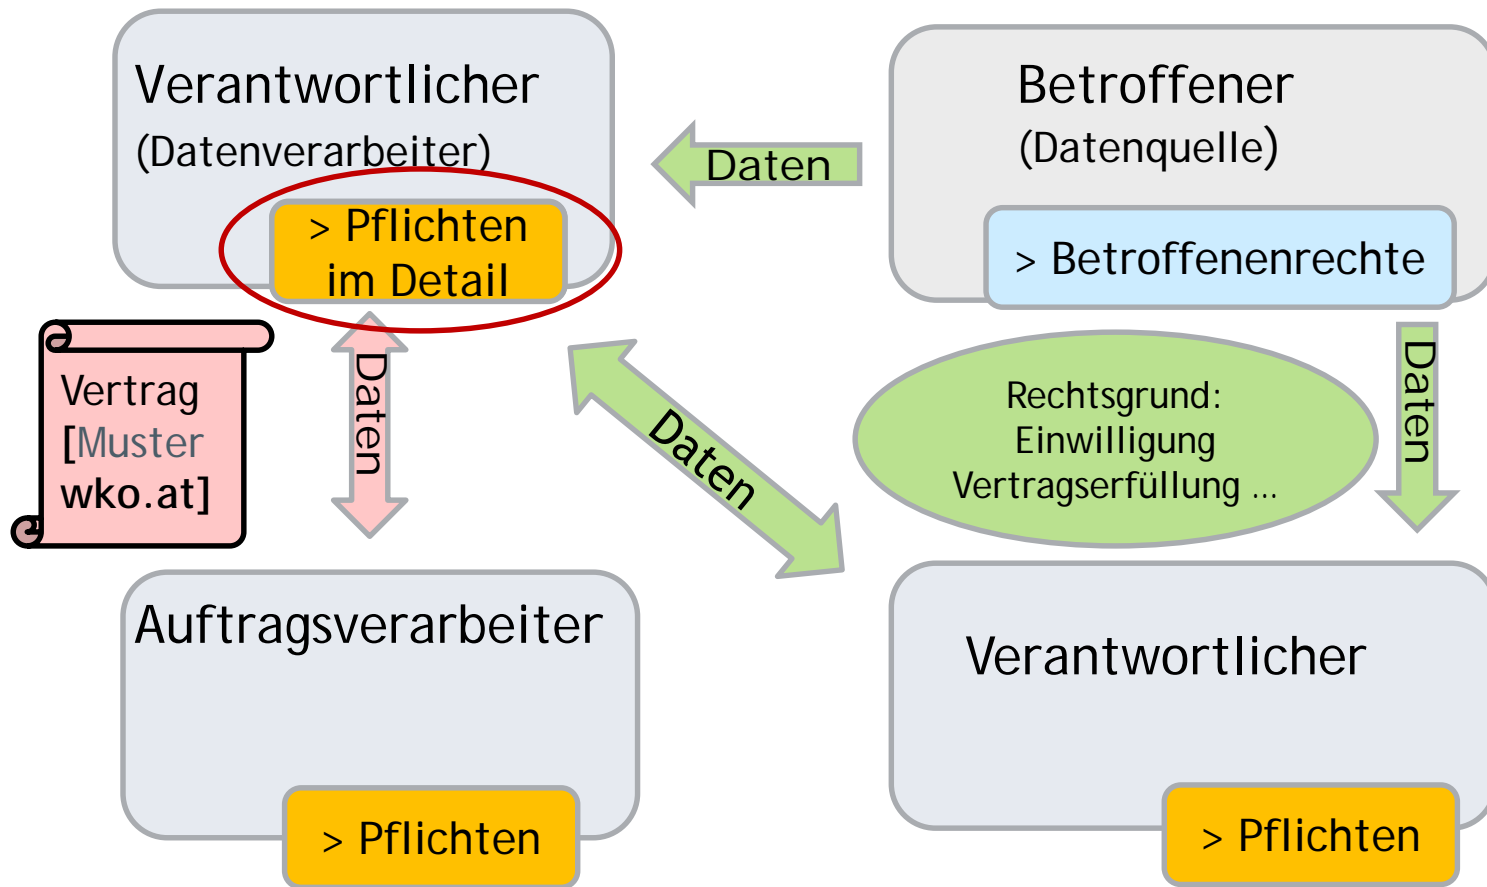 Verantwortlicher
(Datenverarbeiter)
> Pflichten
im Detail
Daten
Betroffener
(Datenquelle)
> Betroffenenrechte
Vertrag
[Muster
wko.at]
Daten
Daten
Rechtsgrund:
Einwilligung
Vertragserfüllung ...
Daten
Auftragsverarbeiter
> Pflichten
Verantwortlicher
> Pflichten